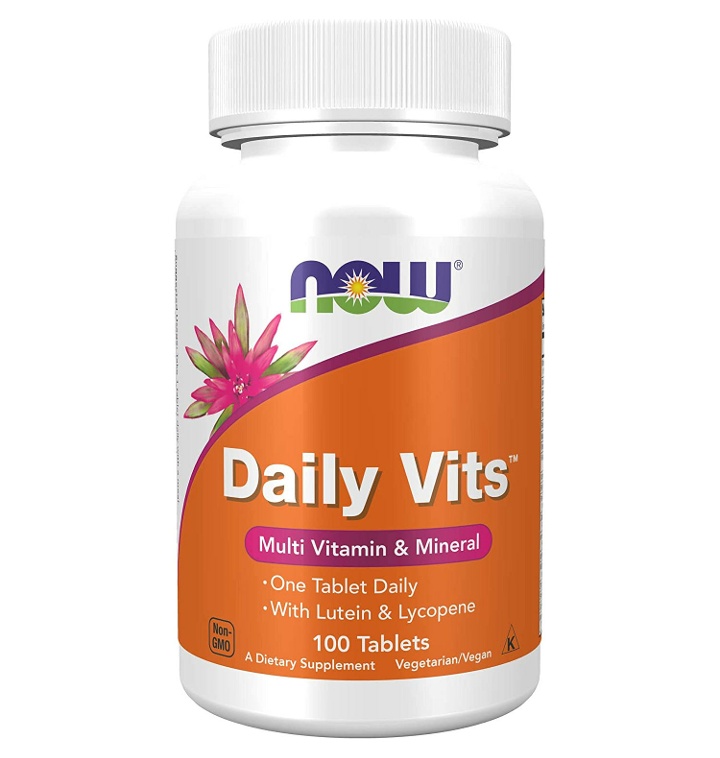 NOW®
Daily Vits™
Multi Vitamin & Mineral
•One Tablet Daily
•With Lutein & Lycopene
100 Tablets
Non-
GMO
A Dietary Supplement Vegetarian/Vegan
K